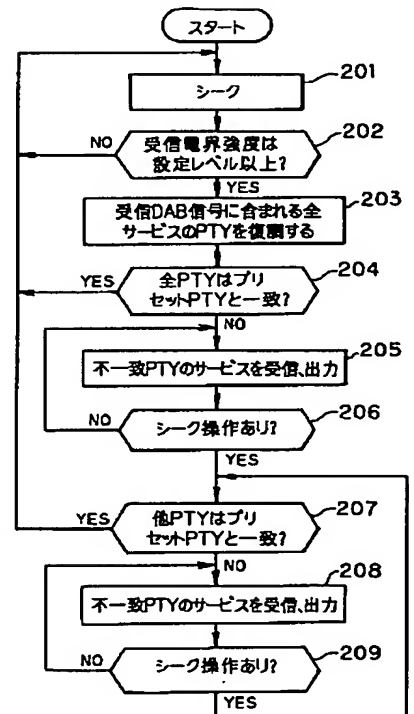 スタート
201
シーク
202
NO
受信電界強度は
設定レベル以上?
YES
203
受信DAB信号に含まれる全
サービスのPTYを復調する
204
YES
全PTYはプリ
セットPTYと一致?
NO
205
不一致PTYのサービスを受信、出力
206
NO
シーク操作あり?
YES
207
YES
他PTYはプリ
セットPTYと一致?
NO
208
不一致PTYのサービスを受信、出力
209
NO
シーク操作あり?
YES